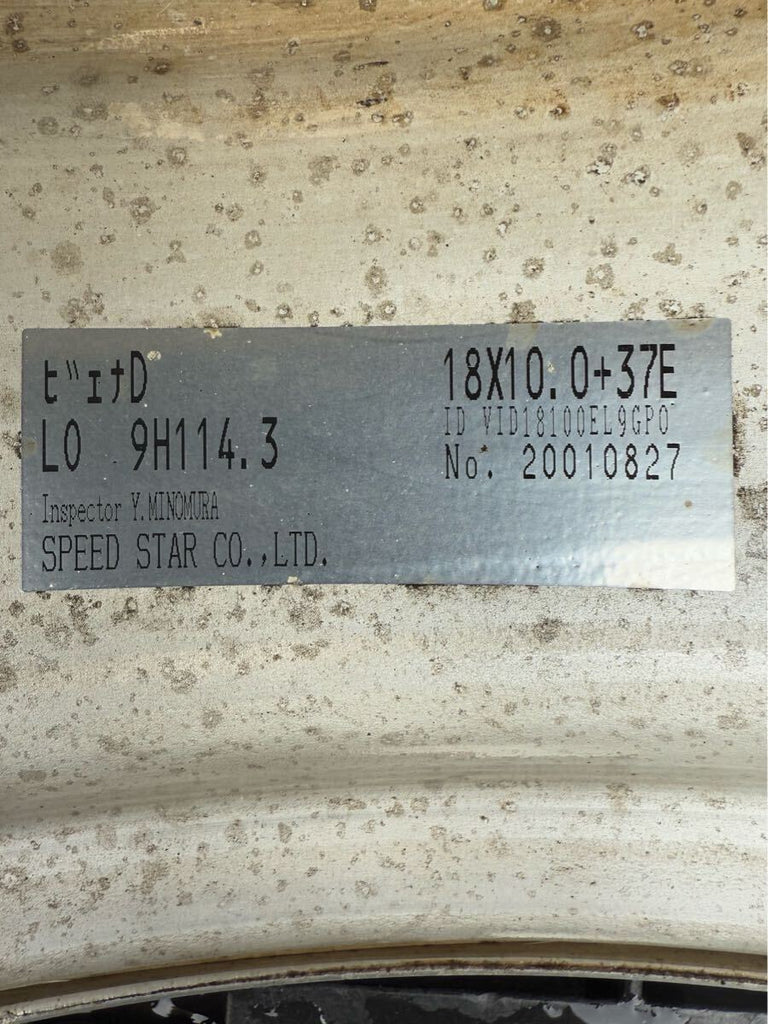 ビェナD
18X10.0+37E
LO 9H114.3
ID VID18100EL9GP0
No. 20010827
Inspector Y.MINOMURA
SPEED STAR CO.,LTD.